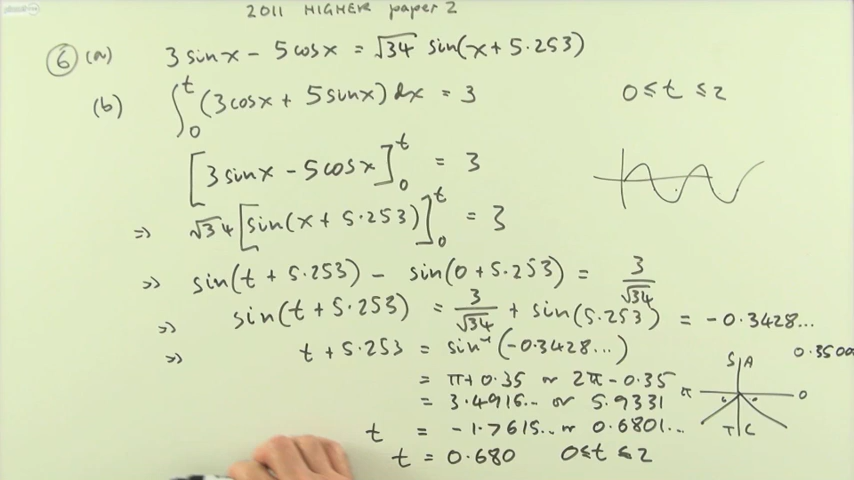 2011 HIGHER paper 2
6 (a) 3 sin x - 5 cos x = √34 sin(x + 5.253)
(b) ∫₀ᵗ (3 cos x + 5 sin x) dx = 3 0 ≤ t ≤ 2
[3 sin x - 5 cos x]₀ᵗ = 3
⇒ √34 [sin(x + 5.253)]₀ᵗ = 3
⇒ sin(t + 5.253) - sin(0 + 5.253) = 3/√34
⇒ sin(t + 5.253) = 3/√34 + sin(5.253) = -0.3428...
⇒ t + 5.253 = sin⁻¹(-0.3428...)
0.3500
= π + 0.35 or 2π - 0.35
= 3.4916.. or 5.9331
t = -1.7615.. or 0.6801...
t = 0.680 0 ≤ t ≤ 2
S A
π 0
T C